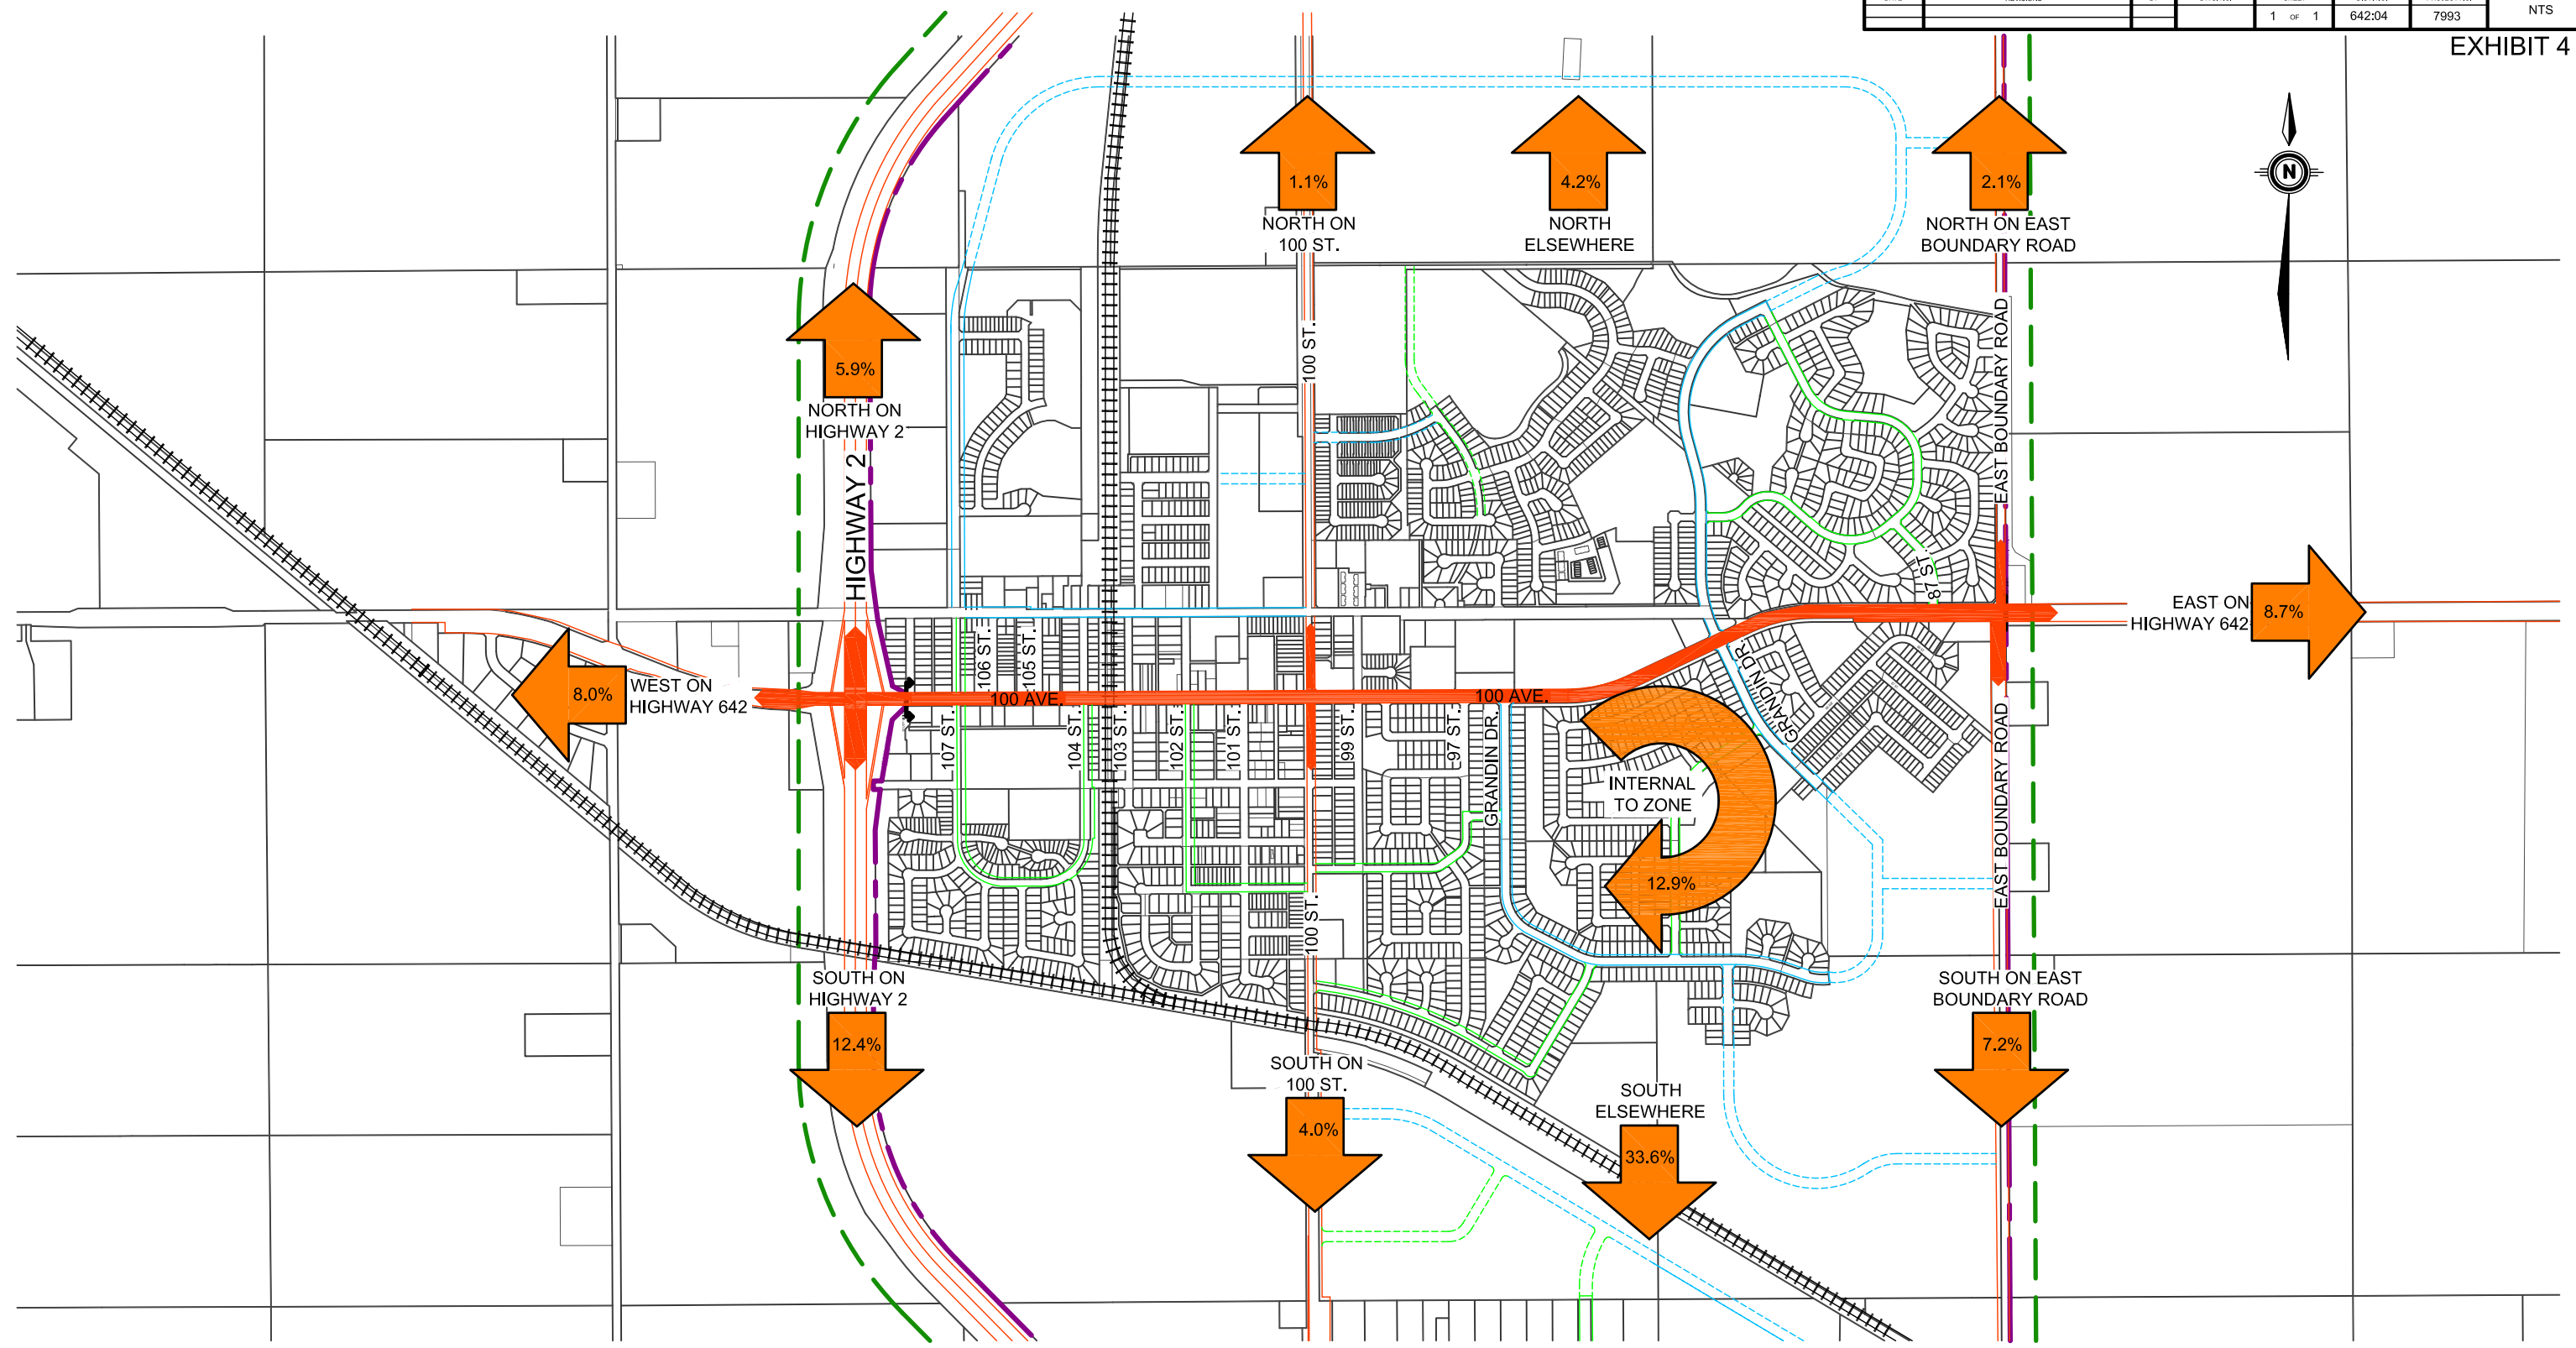 1 OF 1
642:04
7993
NTS
EXHIBIT 4
N
1.1%
NORTH ON
100 ST.
4.2%
NORTH
ELSEWHERE
2.1%
NORTH ON EAST
BOUNDARY ROAD
5.9%
NORTH ON
HIGHWAY 2
HIGHWAY 2
100 ST.
EAST BOUNDARY ROAD
87 ST.
EAST ON
HIGHWAY 642
8.7%
8.0%
WEST ON
HIGHWAY 642
106 ST.
105 ST.
100 AVE.
100 AVE.
GRANDIN DR.
107 ST.
104 ST.
103 ST.
102 ST.
101 ST.
99 ST.
97 ST.
GRANDIN DR.
INTERNAL
TO ZONE
12.9%
EAST BOUNDARY ROAD
100 ST.
SOUTH ON
HIGHWAY 2
12.4%
SOUTH ON EAST
BOUNDARY ROAD
7.2%
SOUTH ON
100 ST.
4.0%
SOUTH
ELSEWHERE
33.6%